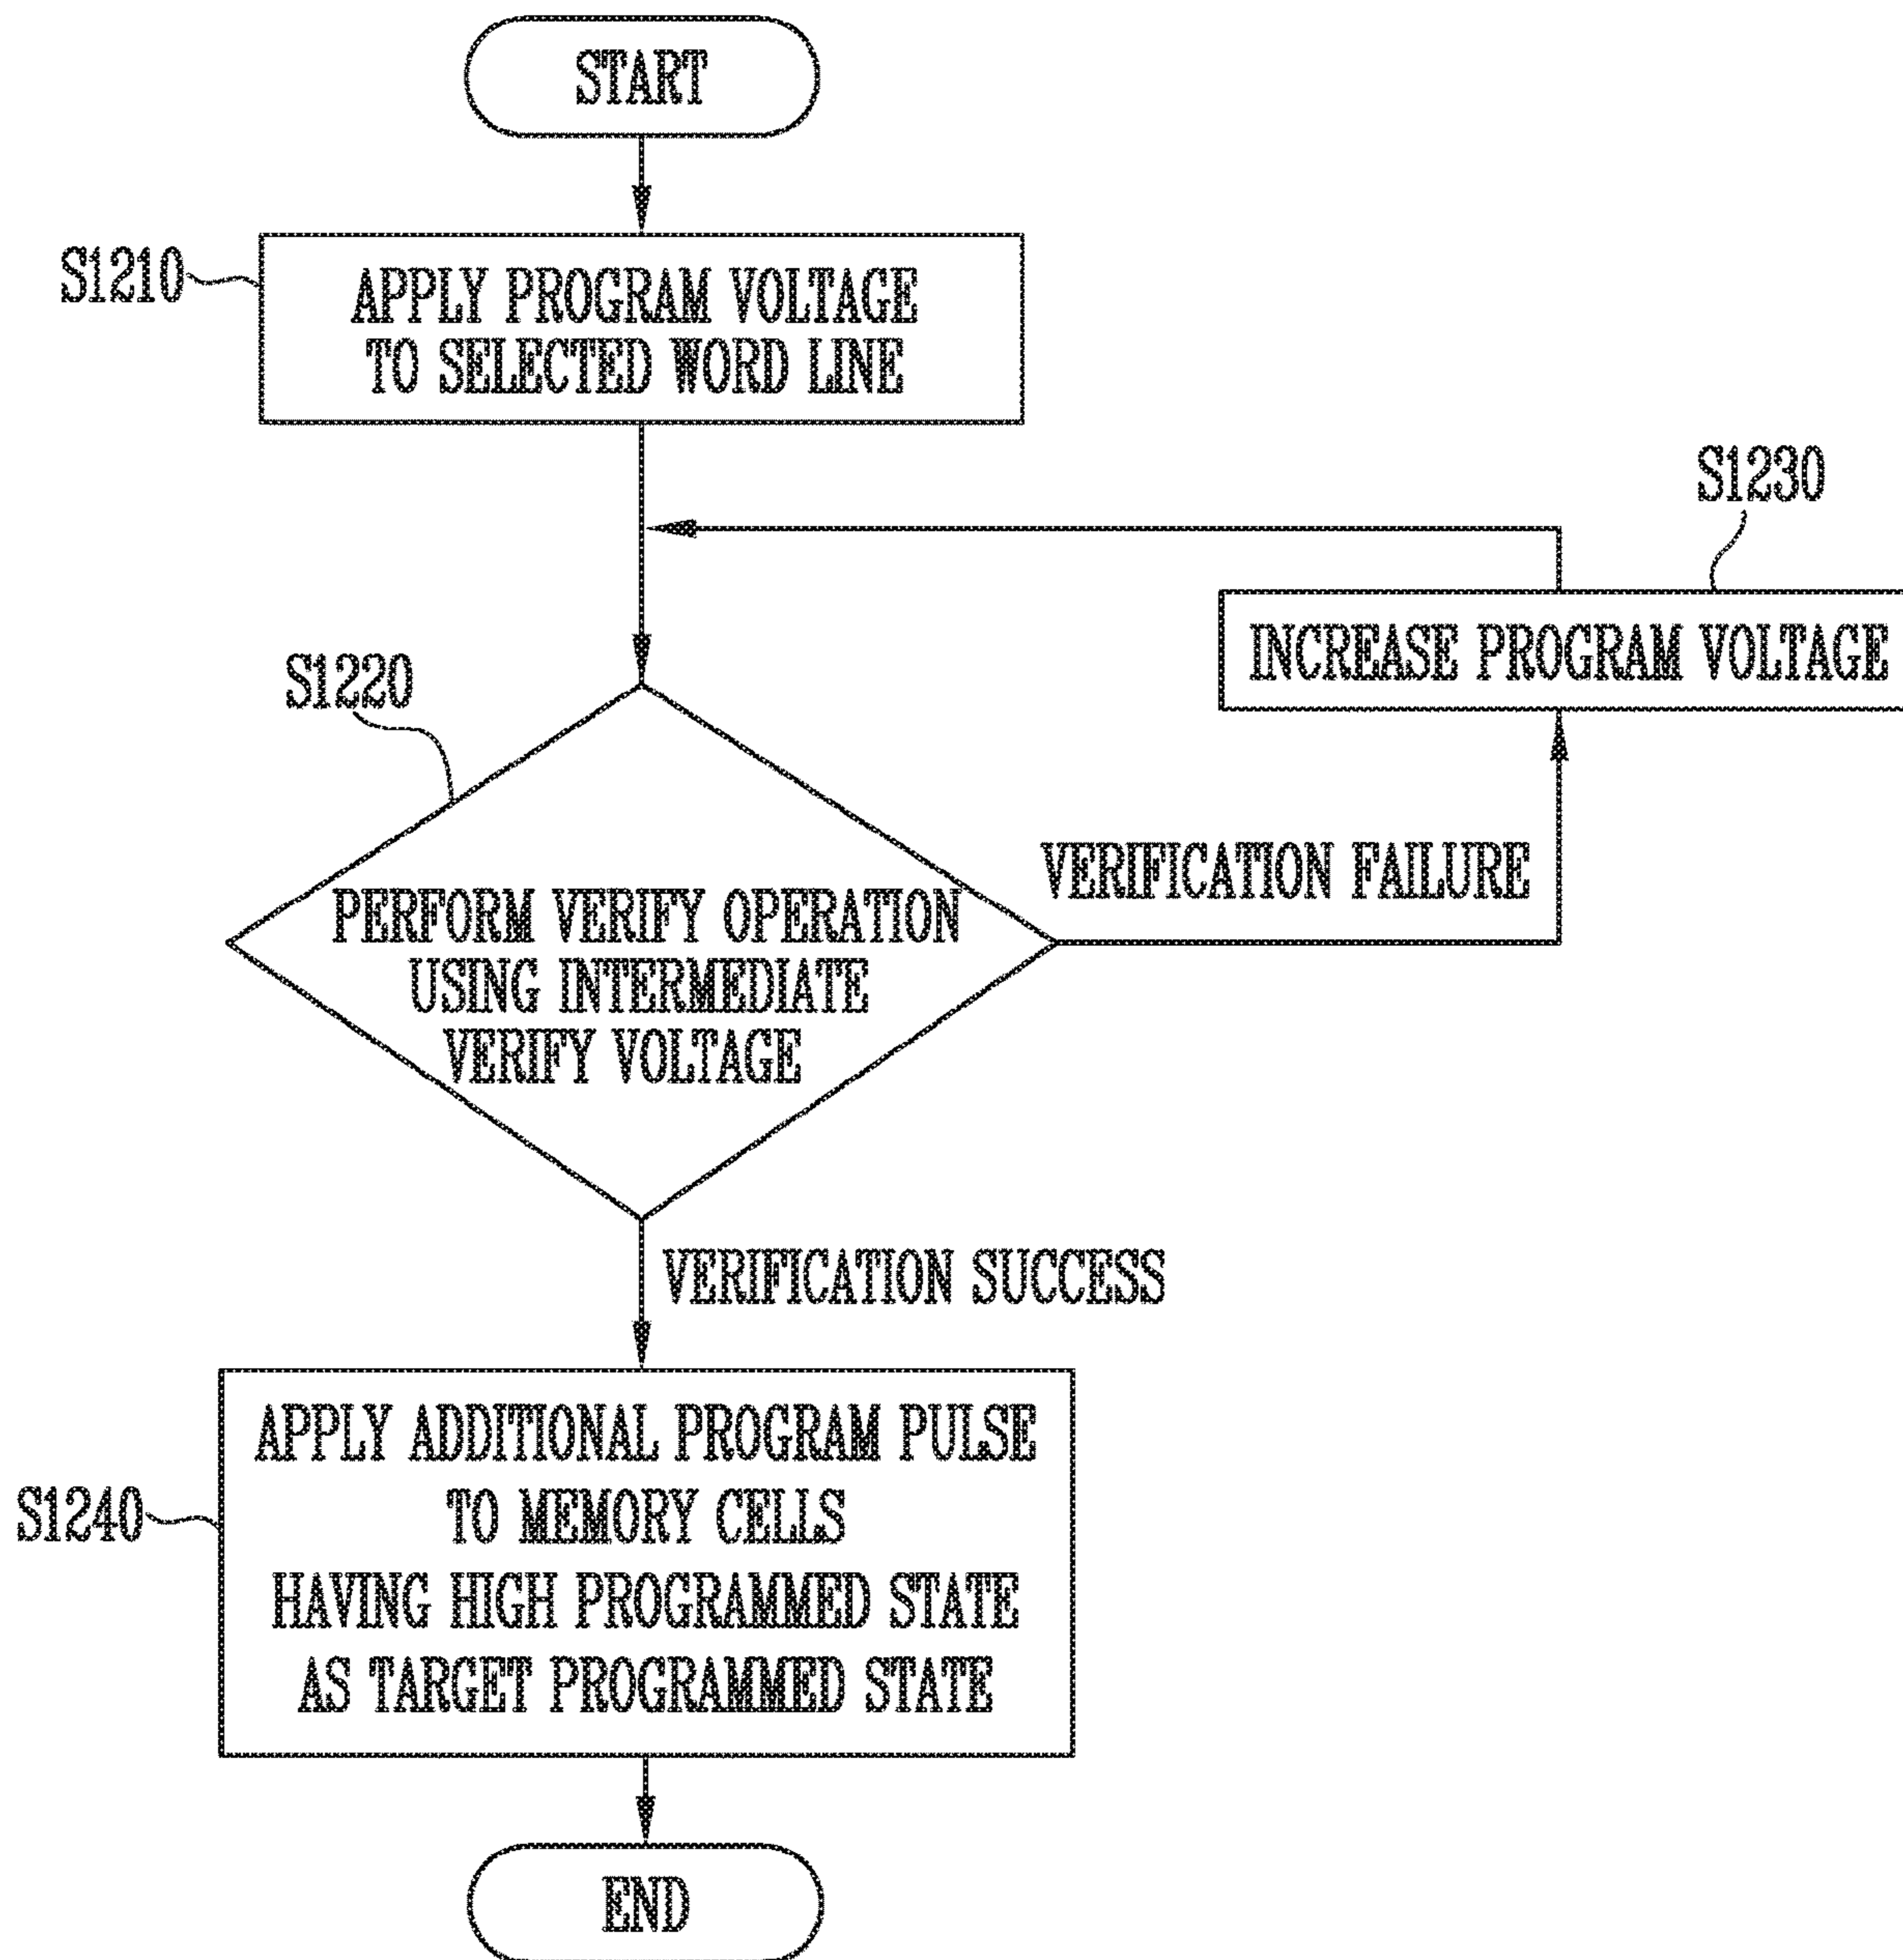 START
S1210
APPLY PROGRAM VOLTAGE
TO SELECTED WORD LINE
S1230
INCREASE PROGRAM VOLTAGE
S1220
PERFORM VERIFY OPERATION
USING INTERMEDIATE
VERIFY VOLTAGE
VERIFICATION FAILURE
VERIFICATION SUCCESS
S1240
APPLY ADDITIONAL PROGRAM PULSE
TO MEMORY CELLS
HAVING HIGH PROGRAMMED STATE
AS TARGET PROGRAMMED STATE
END